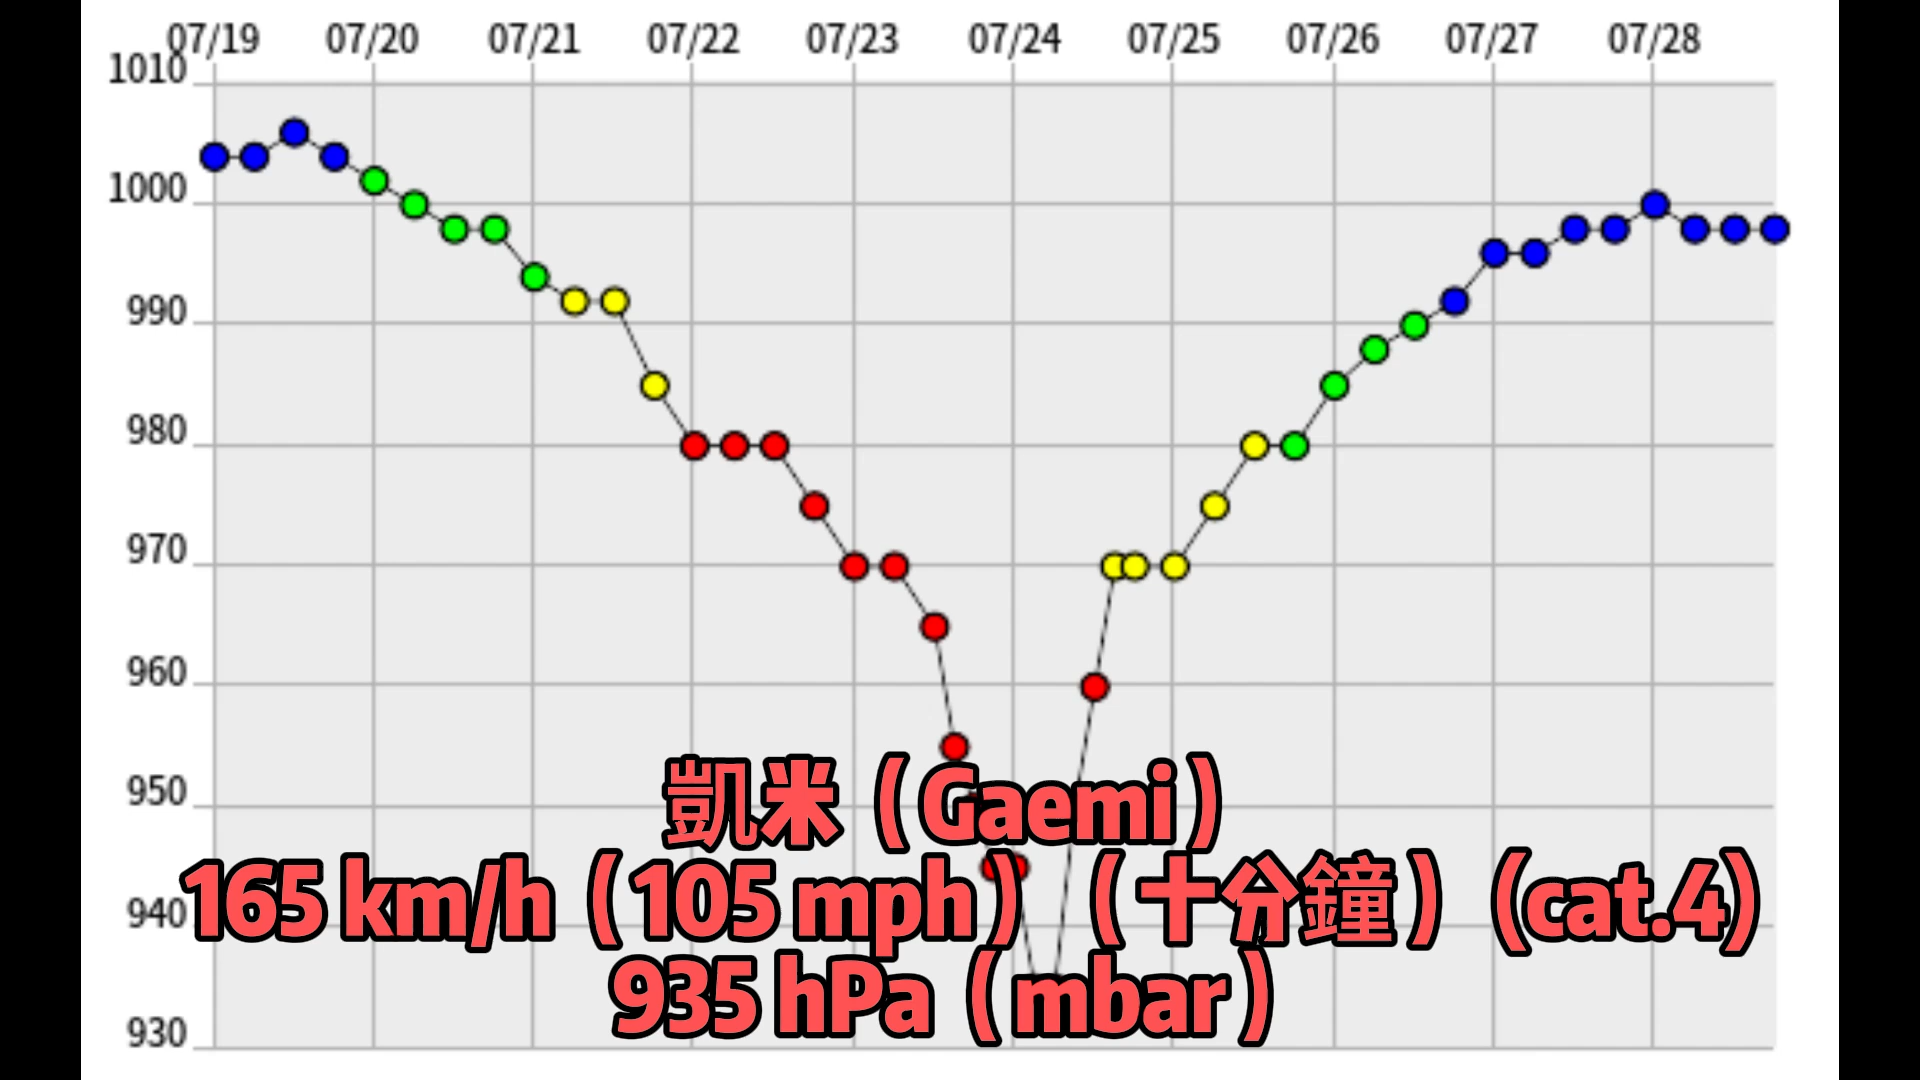 07/19 07/20 07/21 07/22 07/23 07/24 07/25 07/26 07/27 07/28
1010
1000
990
980
970
960
950
940
930
凱米（Gaemi）
165 km/h（105 mph）（十分鐘）(cat.4)
935 hPa（mbar）